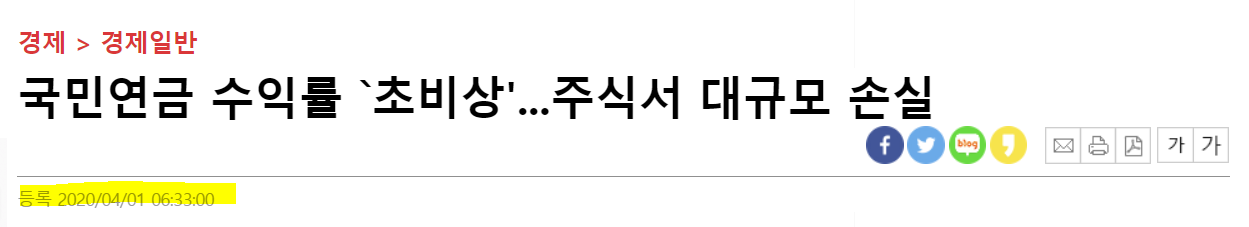 경제 > 경제일반
국민연금 수익률 `초비상'...주식서 대규모 손실
f blog 가 가
등록 2020/04/01 06:33:00